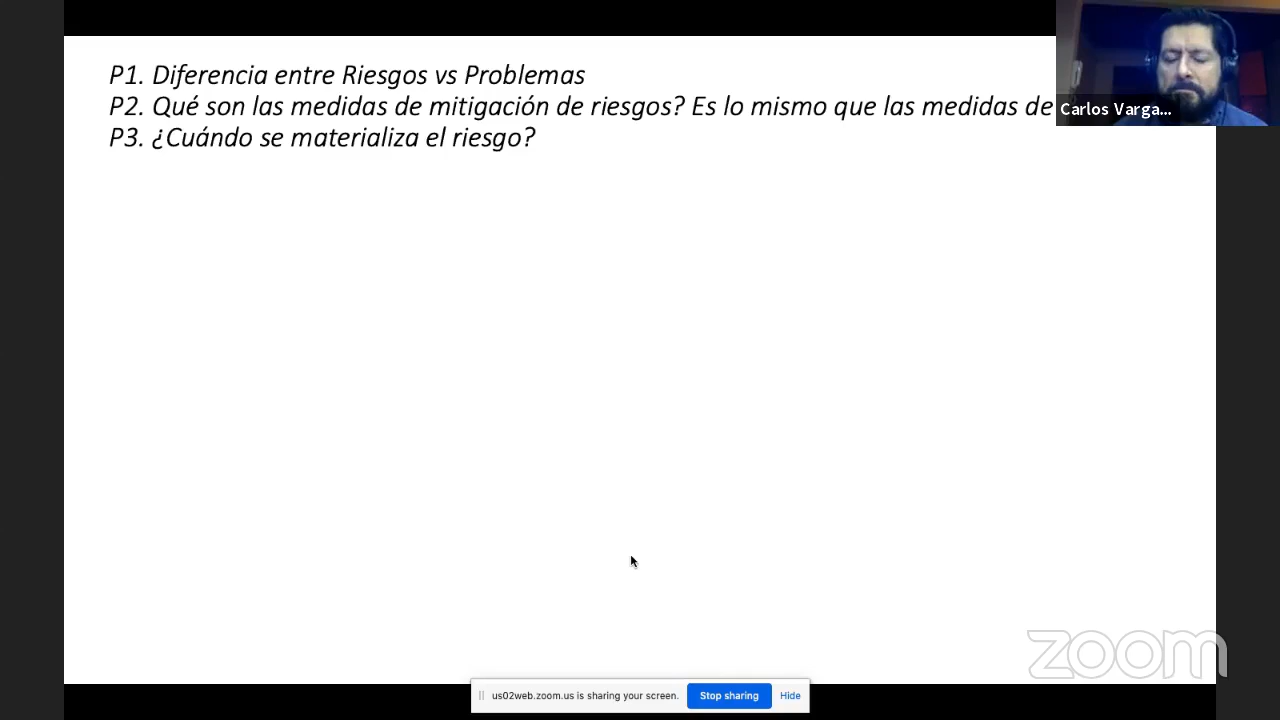 P1. Diferencia entre Riesgos vs Problemas
P2. Qué son las medidas de mitigación de riesgos? Es lo mismo que las medidas de
P3. ¿Cuándo se materializa el riesgo?
Carlos Varga...
zoom
us02web.zoom.us is sharing your screen. Stop sharing Hide